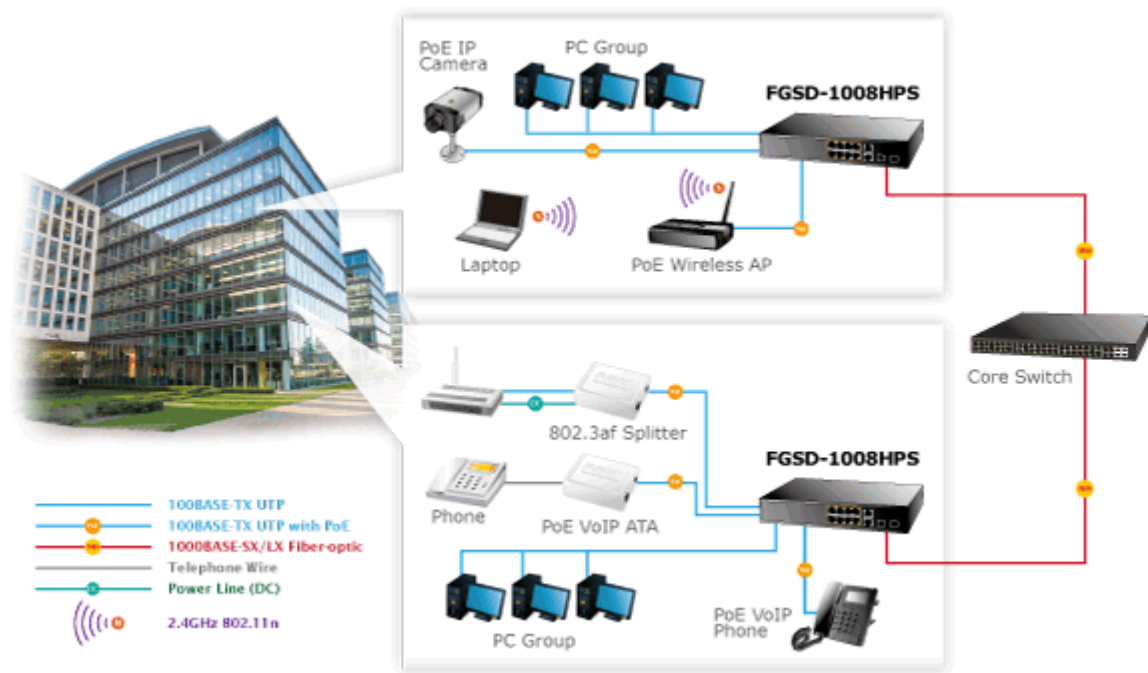 PoE IP
Camera
PC Group
FGSD-1008HPS
Laptop
PoE Wireless AP
Core Switch
802.3af Splitter
FGSD-1008HPS
Phone
PoE VoIP ATA
PC Group
PoE VoIP
Phone
100BASE-TX UTP
100BASE-TX UTP with PoE
1000BASE-SX/LX Fiber-optic
Telephone Wire
Power Line (DC)
2.4GHz 802.11n